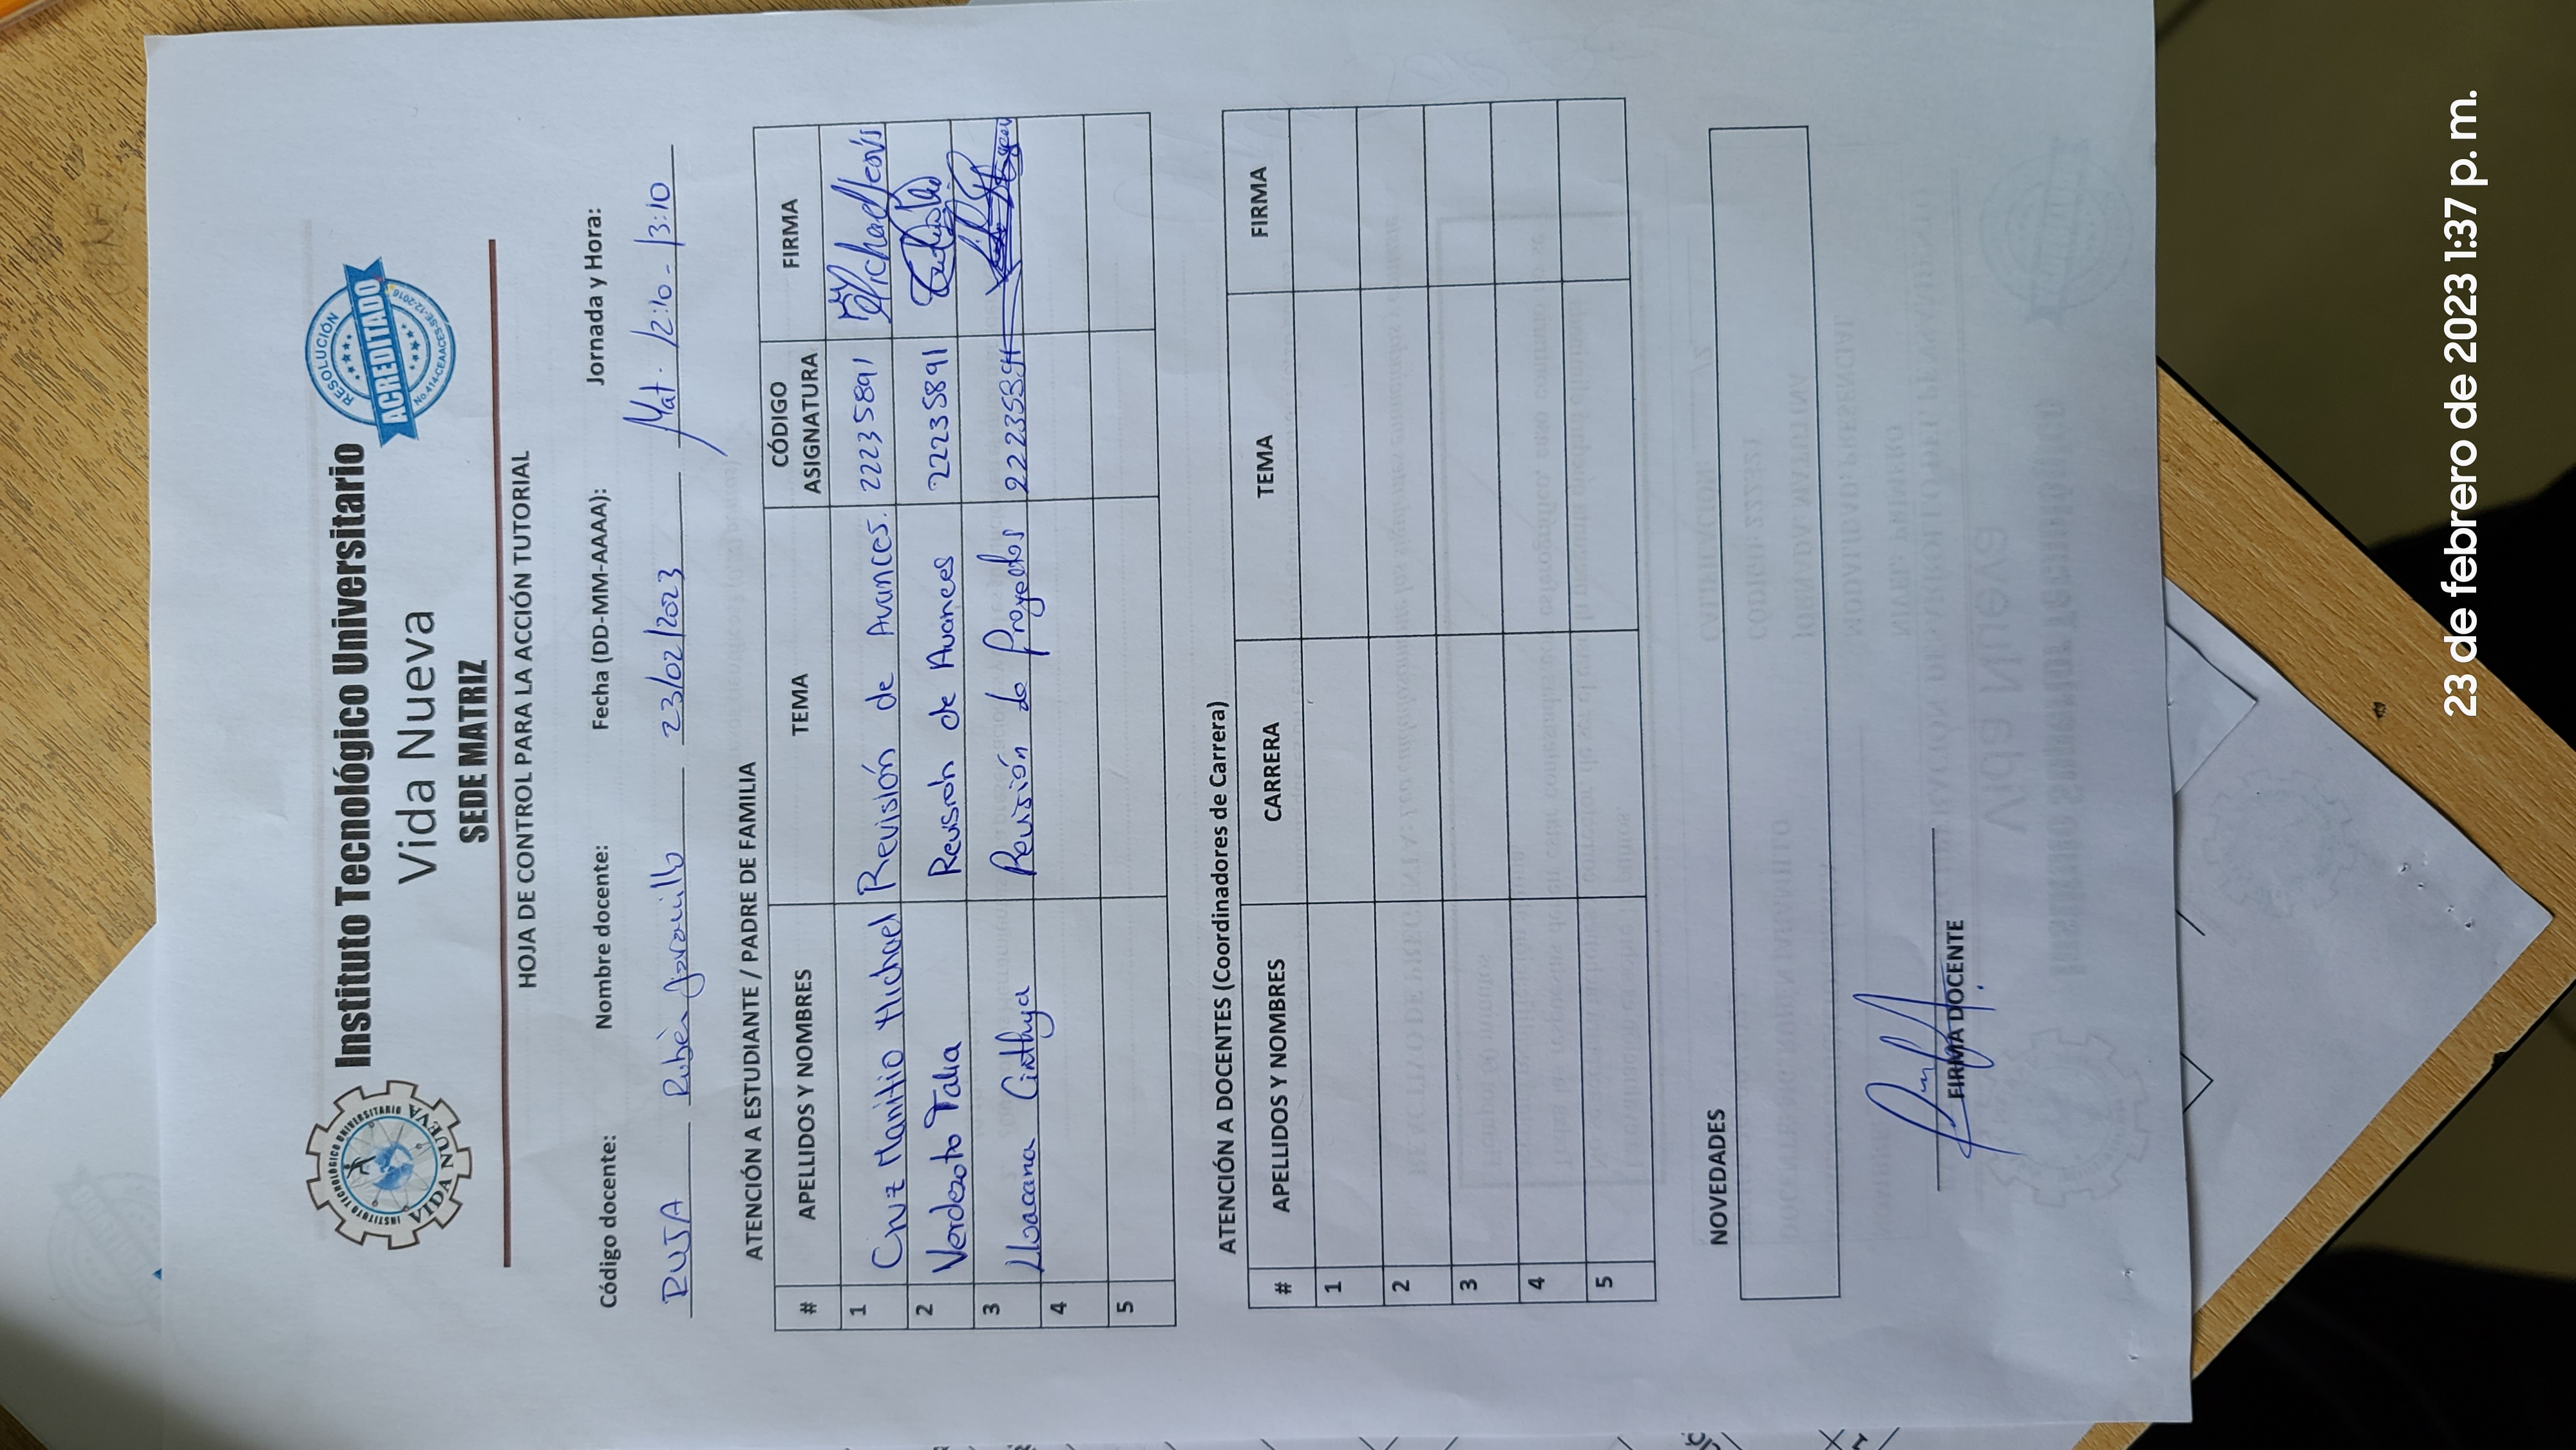 INSTITUTO TECNOLÓGICO UNIVERSITARIO
VIDA NUEVA
Instituto Tecnológico Universitario
Vida Nueva
SEDE MATRIZ
RESOLUCIÓN
ACREDITADO
No.414-CEAACES-SE-12-2016
HOJA DE CONTROL PARA LA ACCIÓN TUTORIAL
Código docente: Nombre docente: Fecha (DD-MM-AAAA): Jornada y Hora:
RUJA Rubén Jaramillo 23/02/2023 Mat. 12:10 - 13:10
ATENCIÓN A ESTUDIANTE / PADRE DE FAMILIA
# APELLIDOS Y NOMBRES TEMA CÓDIGO ASIGNATURA FIRMA
1 Cruz Manitio Michael Revisión de Avances. 22235891 Michael Jesús
2 Verdezoto Talia Revisión de Avances 22235891
3 Lloacana Cinthya Revisión de Proyectos 22235891
4
5
ATENCIÓN A DOCENTES (Coordinadores de Carrera)
# APELLIDOS Y NOMBRES CARRERA TEMA FIRMA
1
2
3
4
5
NOVEDADES
FIRMA DOCENTE
23 de febrero de 2023 1:37 p. m.